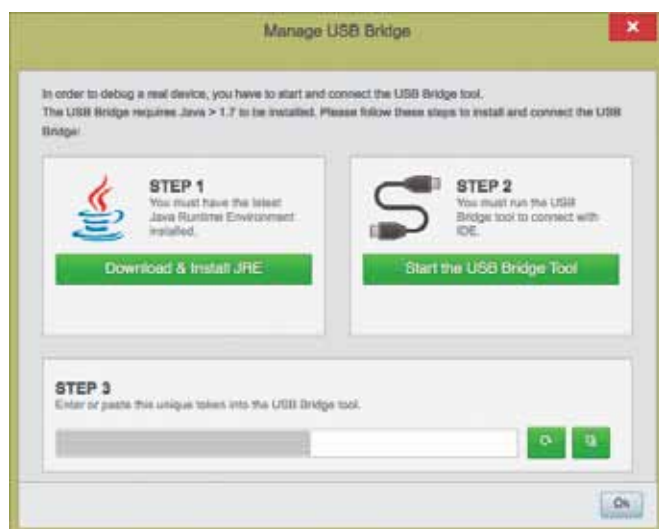 Manage USB Bridge
In order to debug a real device, you have to start and connect the USB Bridge tool.
The USB Bridge requires Java > 1.7 to be installed. Please follow these steps to install and connect the USB
Bridge:
STEP 1
You must have the latest
Java Runtime Environment
installed.
Download & Install JRE
STEP 2
You must run the USB
Bridge tool to connect with
IDE.
Start the USB Bridge Tool
STEP 3
Enter or paste this unique token into the USB Bridge tool.
Ok